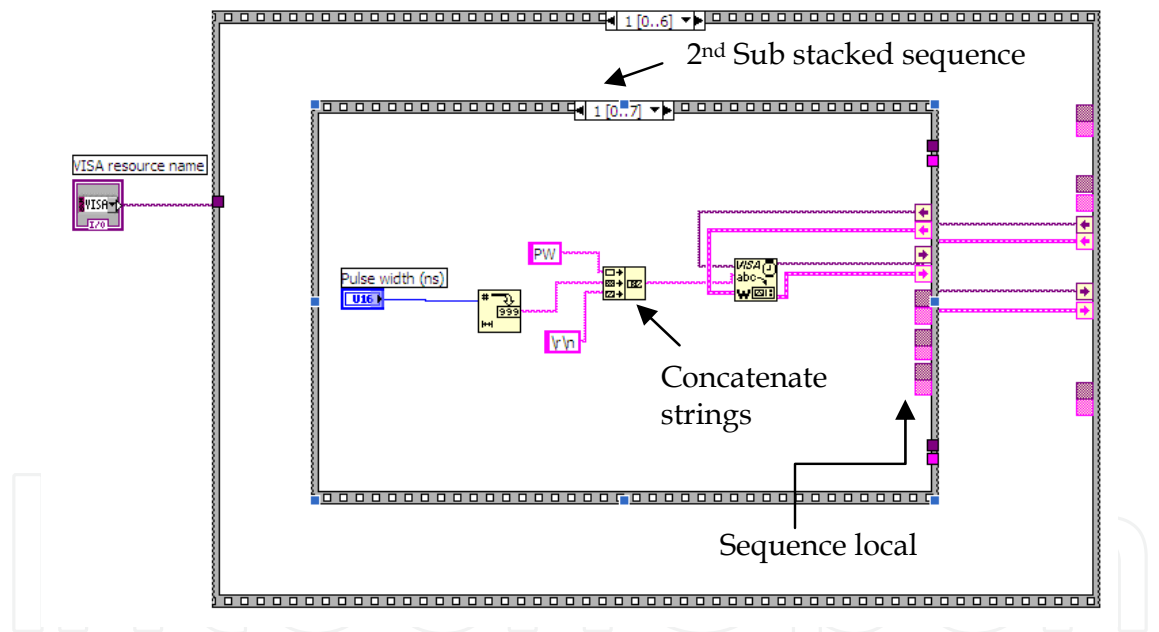 1 [0..6]
2nd Sub stacked sequence
1 [0..7]
VISA resource name
VISA
I/O
PW
VISA
abc
Pulse width (ns)
U16
#
999
W
\r\n
Concatenate
strings
Sequence local